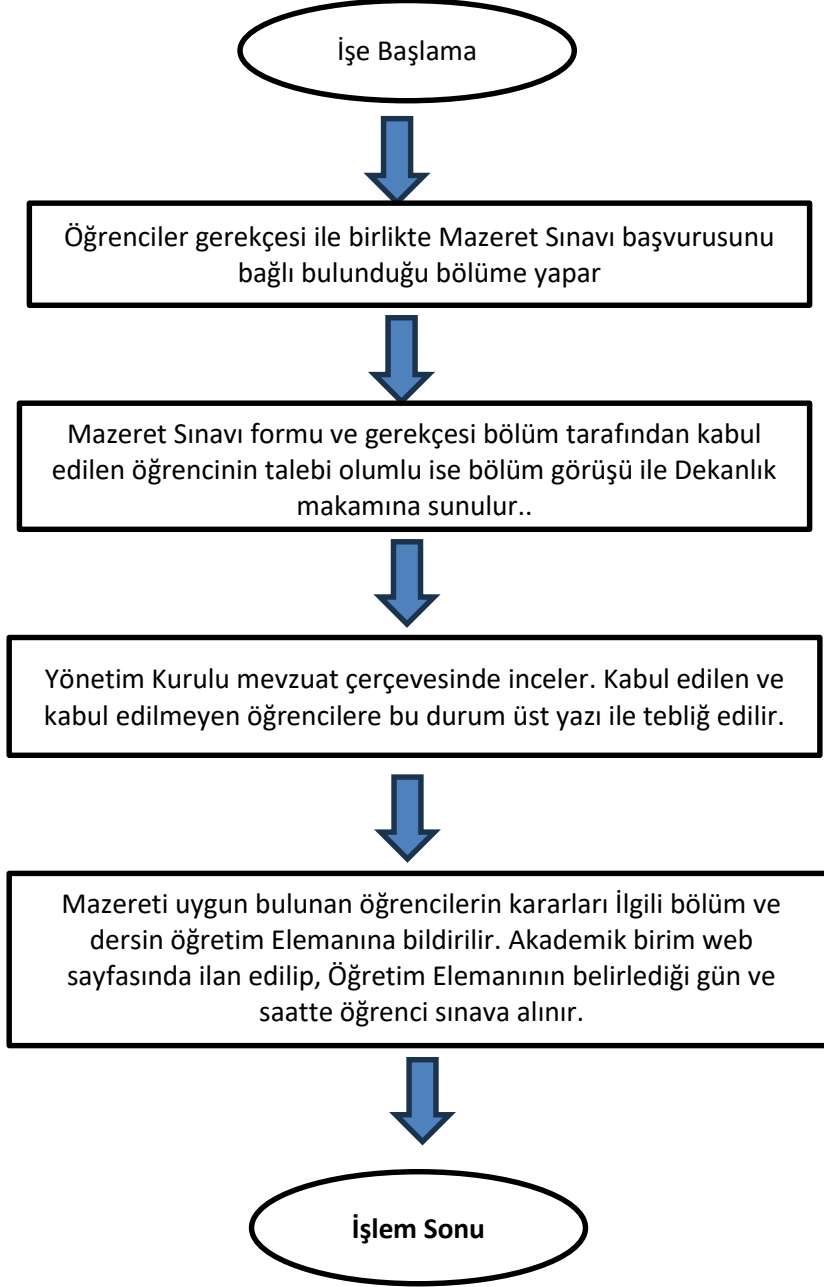 İşe Başlama
Öğrenciler gerekçesi ile birlikte Mazeret Sınavı başvurusunu
bağlı bulunduğu bölüme yapar
Mazeret Sınavı formu ve gerekçesi bölüm tarafından kabul
edilen öğrencinin talebi olumlu ise bölüm görüşü ile Dekanlık
makamına sunulur..
Yönetim Kurulu mevzuat çerçevesinde inceler. Kabul edilen ve
kabul edilmeyen öğrencilere bu durum üst yazı ile tebliğ edilir.
Mazereti uygun bulunan öğrencilerin kararları İlgili bölüm ve
dersin öğretim Elemanına bildirilir. Akademik birim web
sayfasında ilan edilip, Öğretim Elemanının belirlediği gün ve
saatte öğrenci sınava alınır.
İşlem Sonu